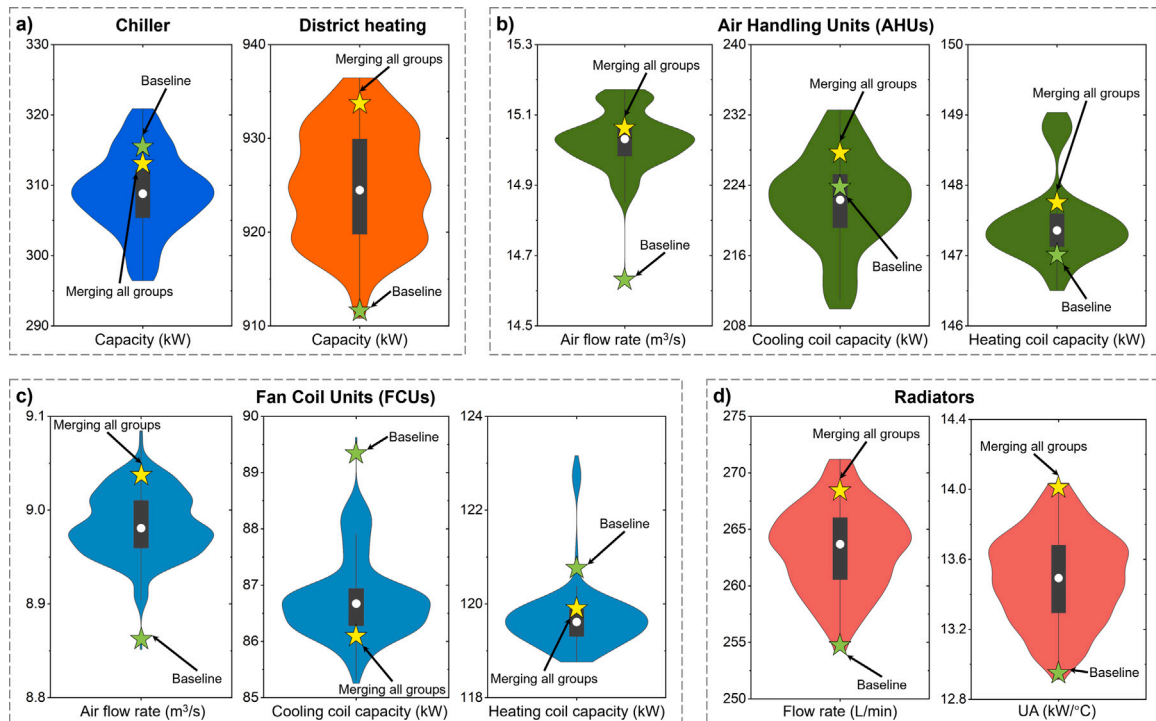 a)
Chiller
District heating
330
320
310
300
290
Baseline
Merging all groups
Capacity (kW)
940
930
920
910
Merging all groups
Baseline
Capacity (kW)
b)
Air Handling Units (AHUs)
15.3
15.1
14.9
14.7
14.5
Merging all groups
Baseline
Air flow rate (m³/s)
240
232
224
216
208
Merging all groups
Baseline
Cooling coil capacity (kW)
150
149
148
147
146
Merging all groups
Baseline
Heating coil capacity (kW)
c)
Fan Coil Units (FCUs)
9.1
9.0
8.9
8.8
Merging all groups
Baseline
Air flow rate (m³/s)
90
89
88
87
86
85
Baseline
Merging all groups
Cooling coil capacity (kW)
124
122
120
118
Baseline
Merging all groups
Heating coil capacity (kW)
d)
Radiators
275
270
265
260
255
250
Merging all groups
Baseline
Flow rate (L/min)
14.4
14.0
13.6
13.2
12.8
Merging all groups
Baseline
UA (kW/°C)